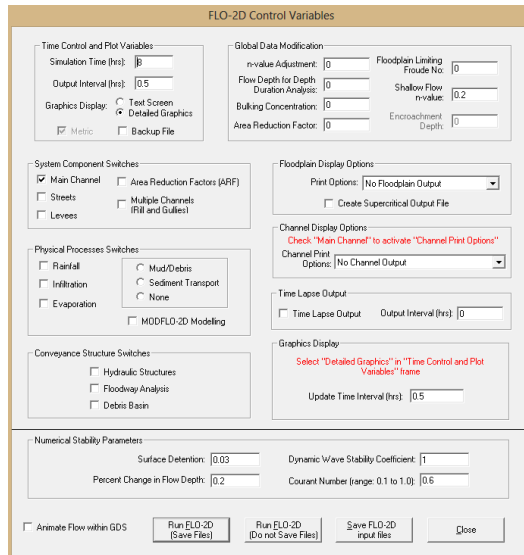 FLO-2D Control Variables
Time Control and Plot Variables
Simulation Time (hrs): 8
Output Interval (hrs): 0.5
Graphics Display: Text Screen
Detailed Graphics
Metric Backup File
Global Data Modification
n-value Adjustment: 0
Flow Depth for Depth
Duration Analysis: 0
Bulking Concentration: 0
Area Reduction Factor: 0
Floodplain Limiting
Froude No: 0
Shallow Flow
n-value: 0.2
Encroachment
Depth: 0
System Component Switches
Main Channel
Streets
Levees
Area Reduction Factors (ARF)
Multiple Channels
(Rill and Gullies)
Floodplain Display Options
Print Options: No Floodplain Output
Create Supercritical Output File
Channel Display Options
Check "Main Channel" to activate "Channel Print Options"
Channel Print
Options: No Channel Output
Physical Processes Switches
Rainfall
Infiltration
Evaporation
Mud/Debris
Sediment Transport
None
MODFLO-2D Modelling
Time Lapse Output
Time Lapse Output Output Interval (hrs): 0
Conveyance Structure Switches
Hydraulic Structures
Floodway Analysis
Debris Basin
Graphics Display
Select "Detailed Graphics" in "Time Control and Plot
Variables" frame
Update Time Interval (hrs): 0.5
Numerical Stability Parameters
Surface Detention: 0.03
Percent Change in Flow Depth: 0.2
Dynamic Wave Stability Coefficient: 1
Courant Number (range: 0.1 to 1.0): 0.6
Animate Flow within GDS
Run FLO-2D
(Save Files)
Run FLO-2D
(Do not Save Files)
Save FLO-2D
input files
Close